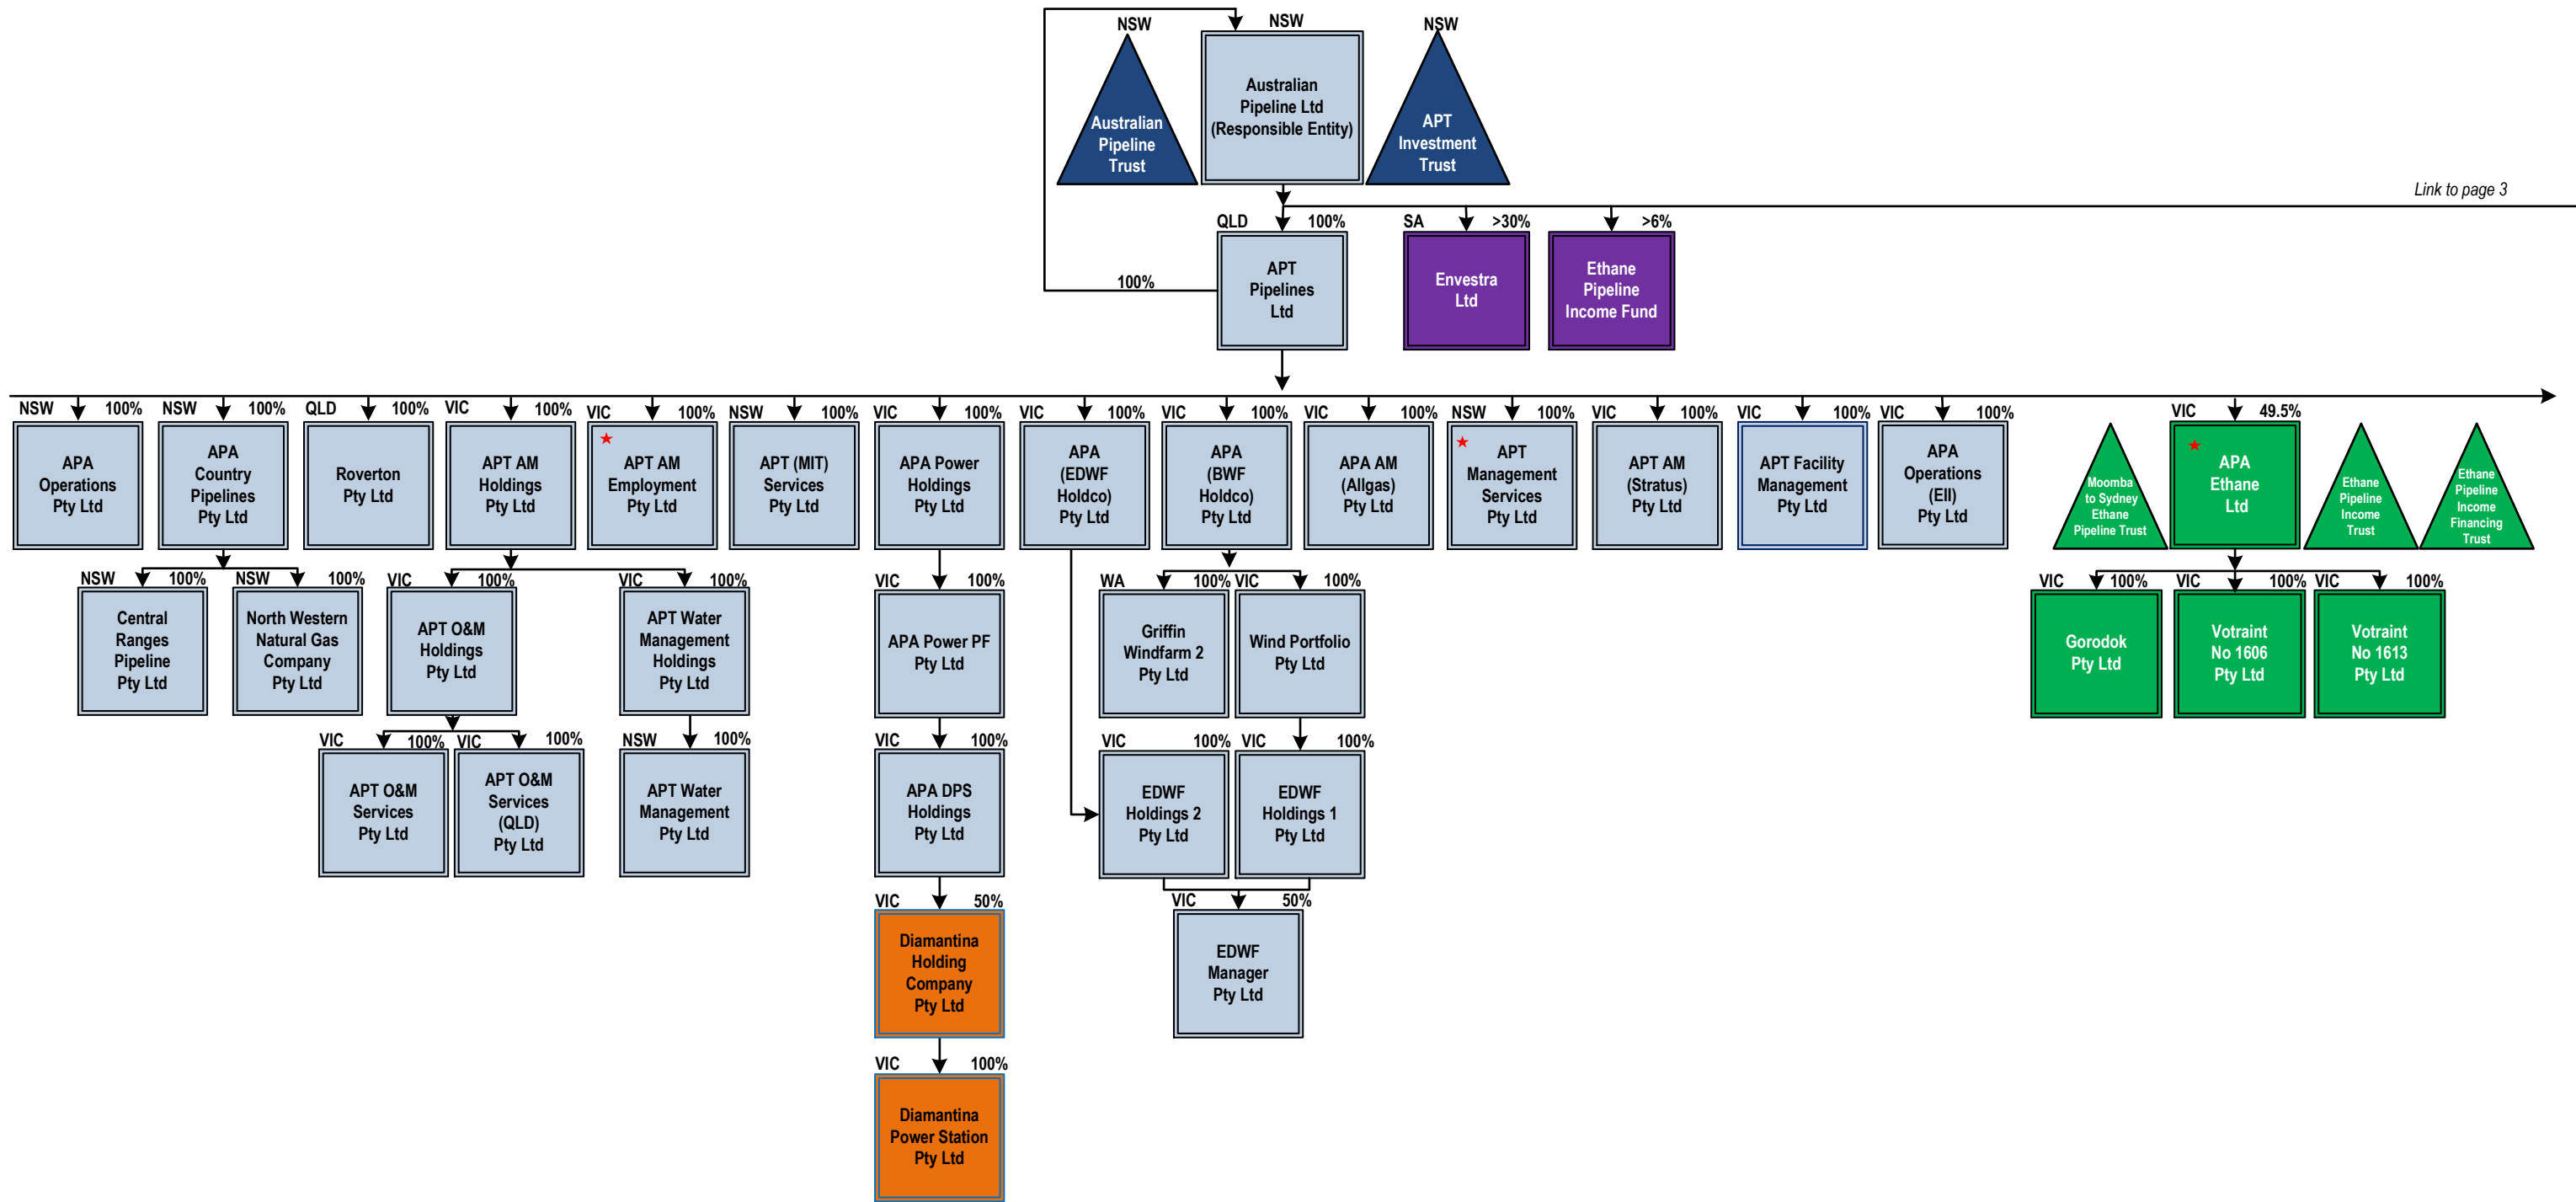 NSW
NSW
NSW
Australian
Pipeline
Trust
Australian
Pipeline Ltd
(Responsible Entity)
APT
Investment
Trust
Link to page 3
QLD 100%
SA >30%
>6%
100%
APT
Pipelines
Ltd
Envestra
Ltd
Ethane
Pipeline
Income Fund
NSW 100%
APA
Operations
Pty Ltd
NSW 100%
APA
Country
Pipelines
Pty Ltd
QLD 100%
Roverton
Pty Ltd
VIC 100%
APT AM
Holdings
Pty Ltd
VIC 100%
APT AM
Employment
Pty Ltd
NSW 100%
APT (MIT)
Services
Pty Ltd
VIC 100%
APA Power
Holdings
Pty Ltd
VIC 100%
APA
(EDWF
Holdco)
Pty Ltd
VIC 100%
APA
(BWF
Holdco)
Pty Ltd
VIC 100%
APA AM
(Allgas)
Pty Ltd
NSW 100%
APT
Management
Services
Pty Ltd
VIC 100%
APT AM
(Stratus)
Pty Ltd
VIC 100%
APT Facility
Management
Pty Ltd
VIC 100%
APA
Operations
(EII)
Pty Ltd
Moomba
to Sydney
Ethane
Pipeline Trust
VIC 49.5%
APA
Ethane
Ltd
Ethane
Pipeline
Income
Trust
Ethane
Pipeline
Income
Financing
Trust
NSW 100%
Central
Ranges
Pipeline
Pty Ltd
NSW 100%
North Western
Natural Gas
Company
Pty Ltd
VIC 100%
APT O&M
Holdings
Pty Ltd
VIC 100%
APT Water
Management
Holdings
Pty Ltd
VIC 100%
APA Power PF
Pty Ltd
WA 100%
Griffin
Windfarm 2
Pty Ltd
VIC 100%
Wind Portfolio
Pty Ltd
VIC 100%
Gorodok
Pty Ltd
VIC 100%
Votraint
No 1606
Pty Ltd
VIC 100%
Votraint
No 1613
Pty Ltd
VIC 100%
APT O&M
Services
Pty Ltd
VIC 100%
APT O&M
Services
(QLD)
Pty Ltd
NSW 100%
APT Water
Management
Pty Ltd
VIC 100%
APA DPS
Holdings
Pty Ltd
VIC 100%
EDWF
Holdings 2
Pty Ltd
VIC 100%
EDWF
Holdings 1
Pty Ltd
VIC 50%
Diamantina
Holding
Company
Pty Ltd
VIC 50%
EDWF
Manager
Pty Ltd
VIC 100%
Diamantina
Power Station
Pty Ltd